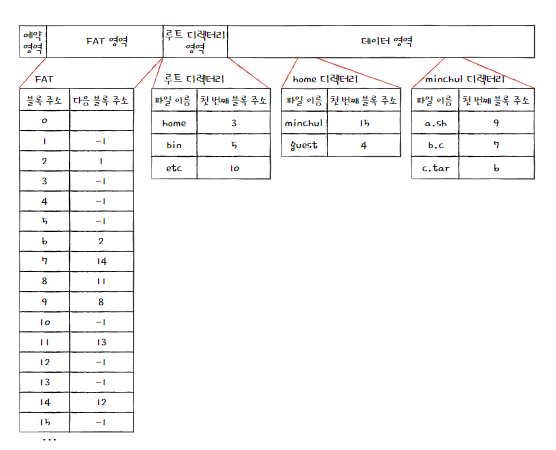 예약 영역 FAT 영역 루트 디렉터리 영역 데이터 영역
FAT
블록 주소 다음 블록 주소
0
1 -1
2 1
3 -1
4 -1
5 -1
6 2
7 14
8 11
9 8
10 -1
11 13
12 -1
13 -1
14 12
15 -1
...
루트 디렉터리
파일 이름 첫 번째 블록 주소
home 3
bin 5
etc 10
home 디렉터리
파일 이름 첫 번째 블록 주소
minchul 15
guest 4
minchul 디렉터리
파일 이름 첫 번째 블록 주소
a.sh 9
b.c 7
c.tar 6